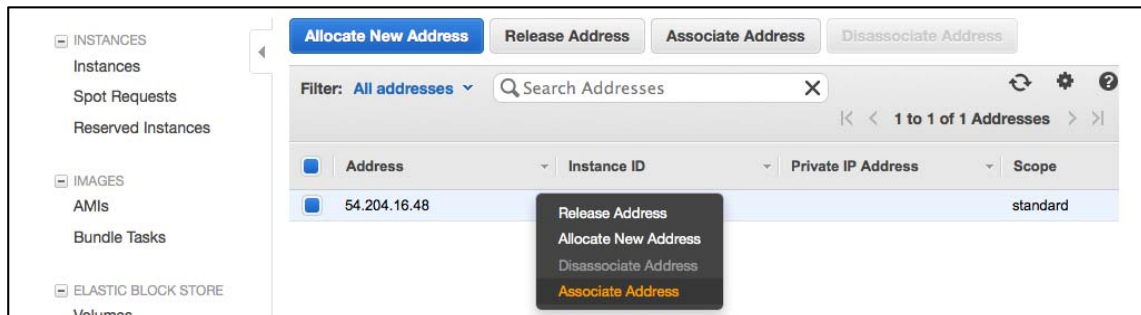 INSTANCES
Instances
Spot Requests
Reserved Instances
IMAGES
AMIs
Bundle Tasks
ELASTIC BLOCK STORE
Volumes
Allocate New Address Release Address Associate Address Disassociate Address
Filter: All addresses Search Addresses
1 to 1 of 1 Addresses
Address Instance ID Private IP Address Scope
54.204.16.48 standard
Release Address
Allocate New Address
Disassociate Address
Associate Address